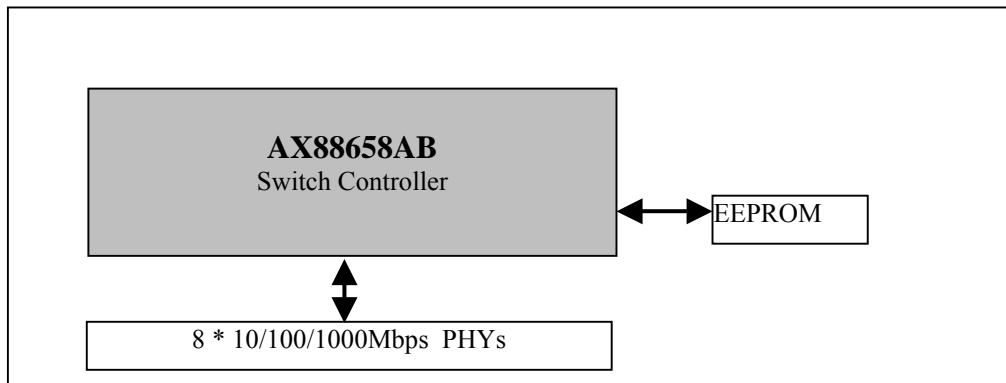 AX88658AB
Switch Controller
EEPROM
8 * 10/100/1000Mbps PHYs